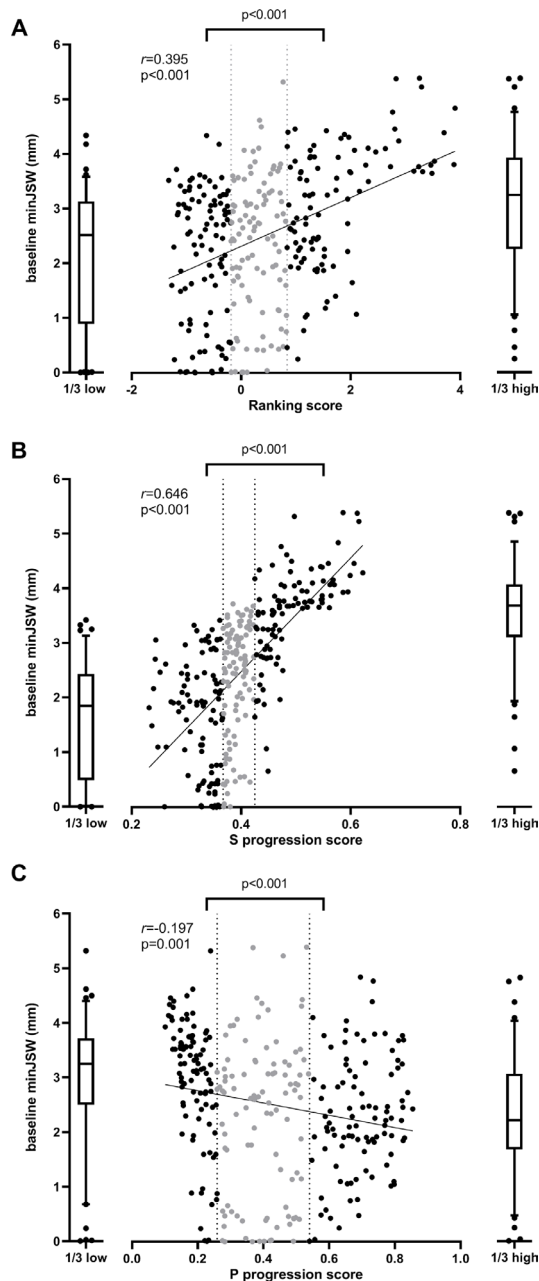 A
p<0.001
r=0.395
p<0.001
baseline minJSW (mm)
6
5
4
3
2
1
0
1/3 low
-2
0
2
4
Ranking score
1/3 high
B
p<0.001
r=0.646
p<0.001
baseline minJSW (mm)
6
5
4
3
2
1
0
1/3 low
0.2
0.4
0.6
0.8
S progression score
1/3 high
C
p<0.001
r=-0.197
p=0.001
baseline minJSW (mm)
6
5
4
3
2
1
0
1/3 low
0.0
0.2
0.4
0.6
0.8
1.0
P progression score
1/3 high